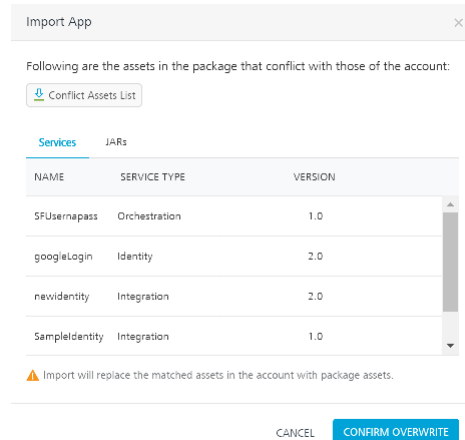 Import App
Following are the assets in the package that conflict with those of the account:
Conflict Assets List
Services JARs
NAME SERVICE TYPE VERSION
SFUsernapass Orchestration 1.0
googleLogin Identity 2.0
newidentity Integration 2.0
SampleIdentity Integration 1.0
Import will replace the matched assets in the account with package assets.
CANCEL CONFIRM OVERWRITE